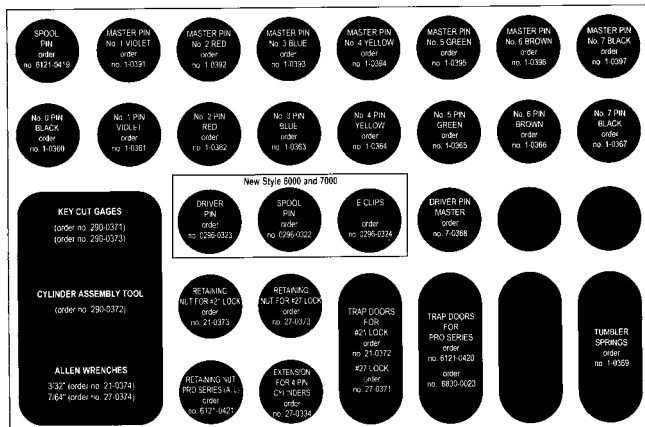 SPOOL
PIN
order
no. 6121-0419
MASTER PIN
No. 1 VIOLET
order
no. 1-0391
MASTER PIN
No. 2 RED
order
no. 1-0392
MASTER PIN
No. 3 BLUE
order
no. 1-0393
MASTER PIN
No. 4 YELLOW
order
no. 1-0394
MASTER PIN
No. 5 GREEN
order
no. 1-0395
MASTER PIN
No. 6 BROWN
order
no. 1-0396
MASTER PIN
No. 7 BLACK
order
no. 1-0397
No. 0 PIN
BLACK
order
no. 1-0360
No. 1 PIN
VIOLET
order
no. 1-0361
No. 2 PIN
RED
order
no. 1-0362
No. 3 PIN
BLUE
order
no. 1-0363
No. 4 PIN
YELLOW
order
no. 1-0364
No. 5 PIN
GREEN
order
no. 1-0365
No. 6 PIN
BROWN
order
no. 1-0366
No. 7 PIN
BLACK
order
no. 1-0367
New Style 6000 and 7000
DRIVER
PIN
order
no. 0296-0323
SPOOL
PIN
order
no. 0296-0322
E CLIPS
order
no. 0296-0324
DRIVER PIN
MASTER
order
no. 7-0368
KEY CUT GAGES
(order no. 290-0371)
(order no. 290-0373)
CYLINDER ASSEMBLY TOOL
(order no. 290-0372)
ALLEN WRENCHES
3/32" (order no. 21-0374)
7/64" (order no. 27-0374)
RETAINING
NUT FOR #21 LOCK
order
no. 21-0373
RETAINING
NUT FOR #27 LOCK
order
no. 27-0373
TRAP DOORS
FOR
#21 LOCK
order
no. 21-0372
#27 LOCK
order
no. 27-0371
TRAP DOORS
FOR
PRO SERIES
order
no. 6121-0420
order
no. 6830-0023
TUMBLER
SPRINGS
order
no. 1-0369
RETAINING NUT
PRO SERIES
order
no. 6121-0421
EXTENSION
FOR 4 PIN
CYLINDERS
order
no. 27-0334